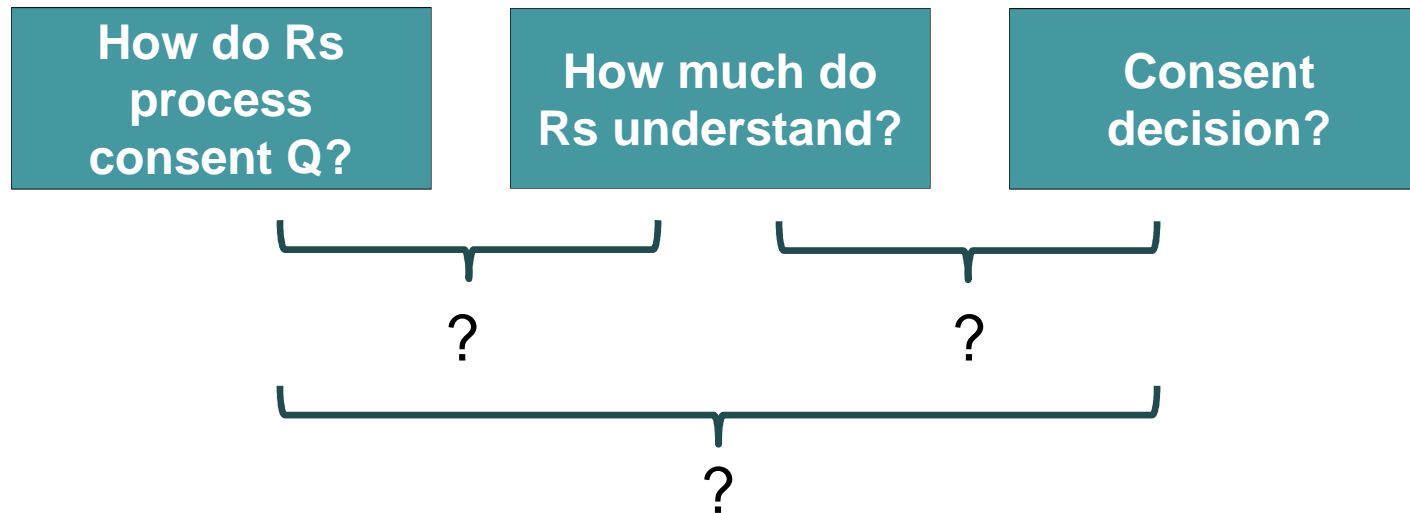 How do Rs
process
consent Q?
How much do
Rs understand?
Consent
decision?
?
?
?